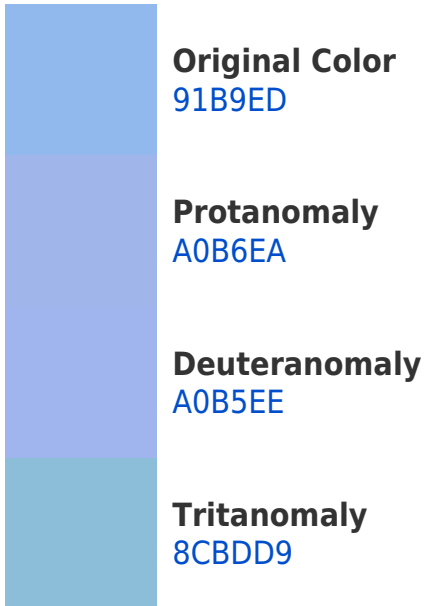 Original Color
91B9ED
Protanomaly
A0B6EA
Deuteranomaly
A0B5EE
Tritanomaly
8CBDD9